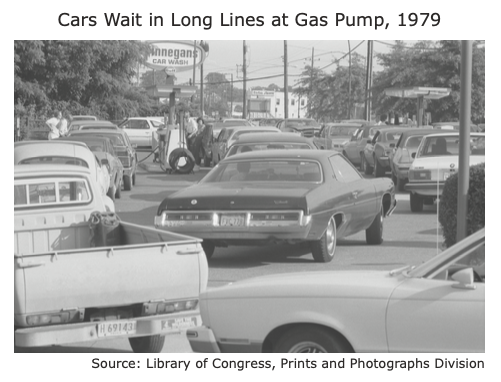 Cars Wait in Long Lines at Gas Pump, 1979
innegans
CAR WASH
Source: Library of Congress, Prints and Photographs Division